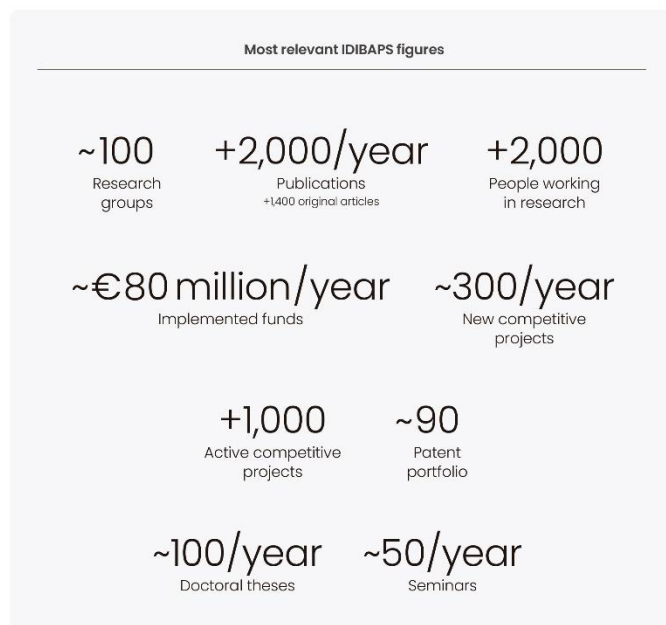 Most relevant IDIBAPS figures
~100
Research
groups
+2,000/year
Publications
+1,400 original articles
+2,000
People working
in research
~€80 million/year
Implemented funds
~300/year
New competitive
projects
+1,000
Active competitive
projects
~90
Patent
portfolio
~100/year
Doctoral theses
~50/year
Seminars